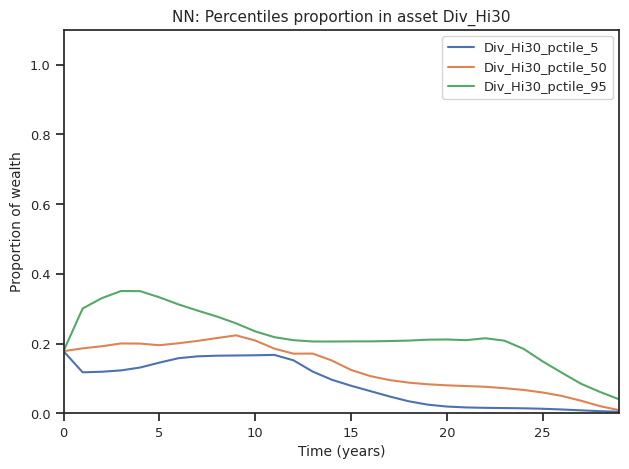 NN: Percentiles proportion in asset Div_Hi30
Div_Hi30_pctile_5
Div_Hi30_pctile_50
Div_Hi30_pctile_95
Proportion of wealth
1.0
0.8
0.6
0.4
0.2
0.0
0 5 10 15 20 25
Time (years)